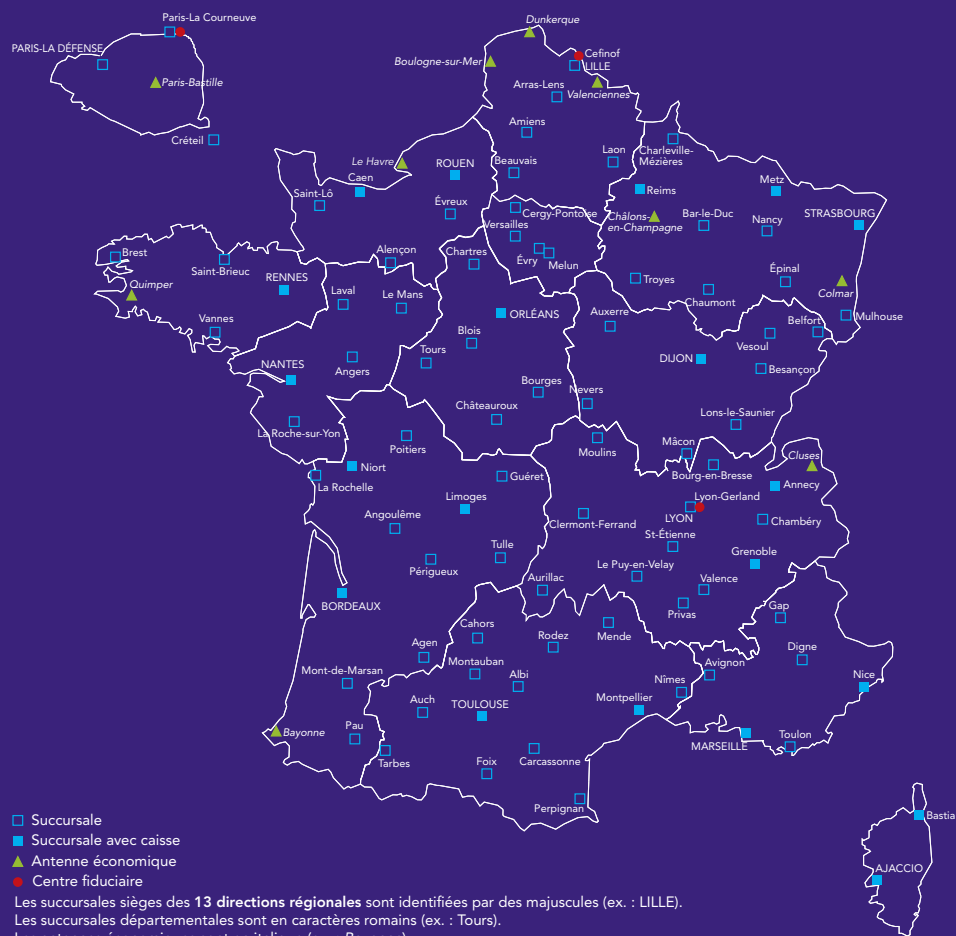 Paris-La Courneuve
PARIS-LA DÉFENSE
Paris-Bastille
Créteil
Dunkerque
Boulogne-sur-Mer
Cefinof
LILLE
Arras-Lens
Valenciennes
Amiens
Laon
Charleville-
Mézières
Le Havre
ROUEN
Beauvais
Caen
Saint-Lô
Évreux
Reims
Metz
Cergy-Pontoise
Châlons-
en-Champagne
Bar-le-Duc
Nancy
STRASBOURG
Versailles
Évry
Melun
Brest
Saint-Brieuc
Alençon
Chartres
Quimper
RENNES
Laval
Le Mans
Troyes
Chaumont
Épinal
Colmar
Mulhouse
Vannes
ORLÉANS
Auxerre
Belfort
Blois
Vesoul
NANTES
Angers
Tours
DIJON
Besançon
Bourges
Nevers
Châteauroux
Lons-le-Saunier
La Roche-sur-Yon
Poitiers
Moulins
Mâcon
Bourg-en-Bresse
Cluses
Niort
La Rochelle
Guéret
Annecy
Limoges
Lyon-Gerland
LYON
Angoulême
Clermont-Ferrand
Chambéry
St-Étienne
Tulle
Périgueux
Grenoble
Le Puy-en-Velay
Aurillac
Valence
BORDEAUX
Privas
Gap
Cahors
Rodez
Mende
Agen
Digne
Mont-de-Marsan
Montauban
Albi
Avignon
Nîmes
Nice
Auch
TOULOUSE
Montpellier
Bayonne
Pau
MARSEILLE
Toulon
Tarbes
Foix
Carcassonne
Perpignan
Bastia
AJACCIO
Succursale
Succursale avec caisse
Antenne économique
Centre fiduciaire
Les succursales sièges des 13 directions régionales sont identifiées par des majuscules (ex. : LILLE).
Les succursales départementales sont en caractères romains (ex. : Tours).